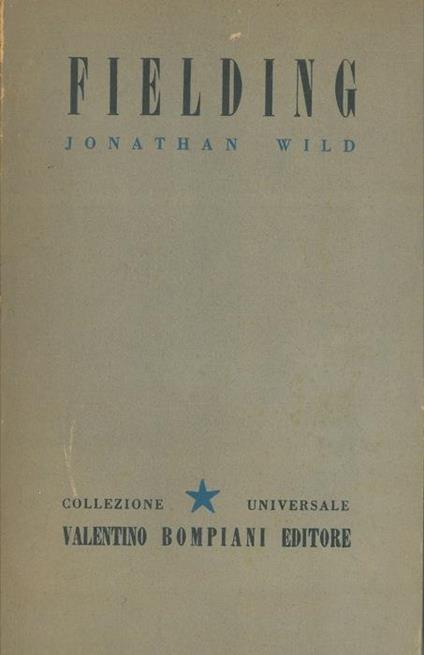 FIELDING
JONATHAN WILD
COLLEZIONE UNIVERSALE
VALENTINO BOMPIANI EDITORE